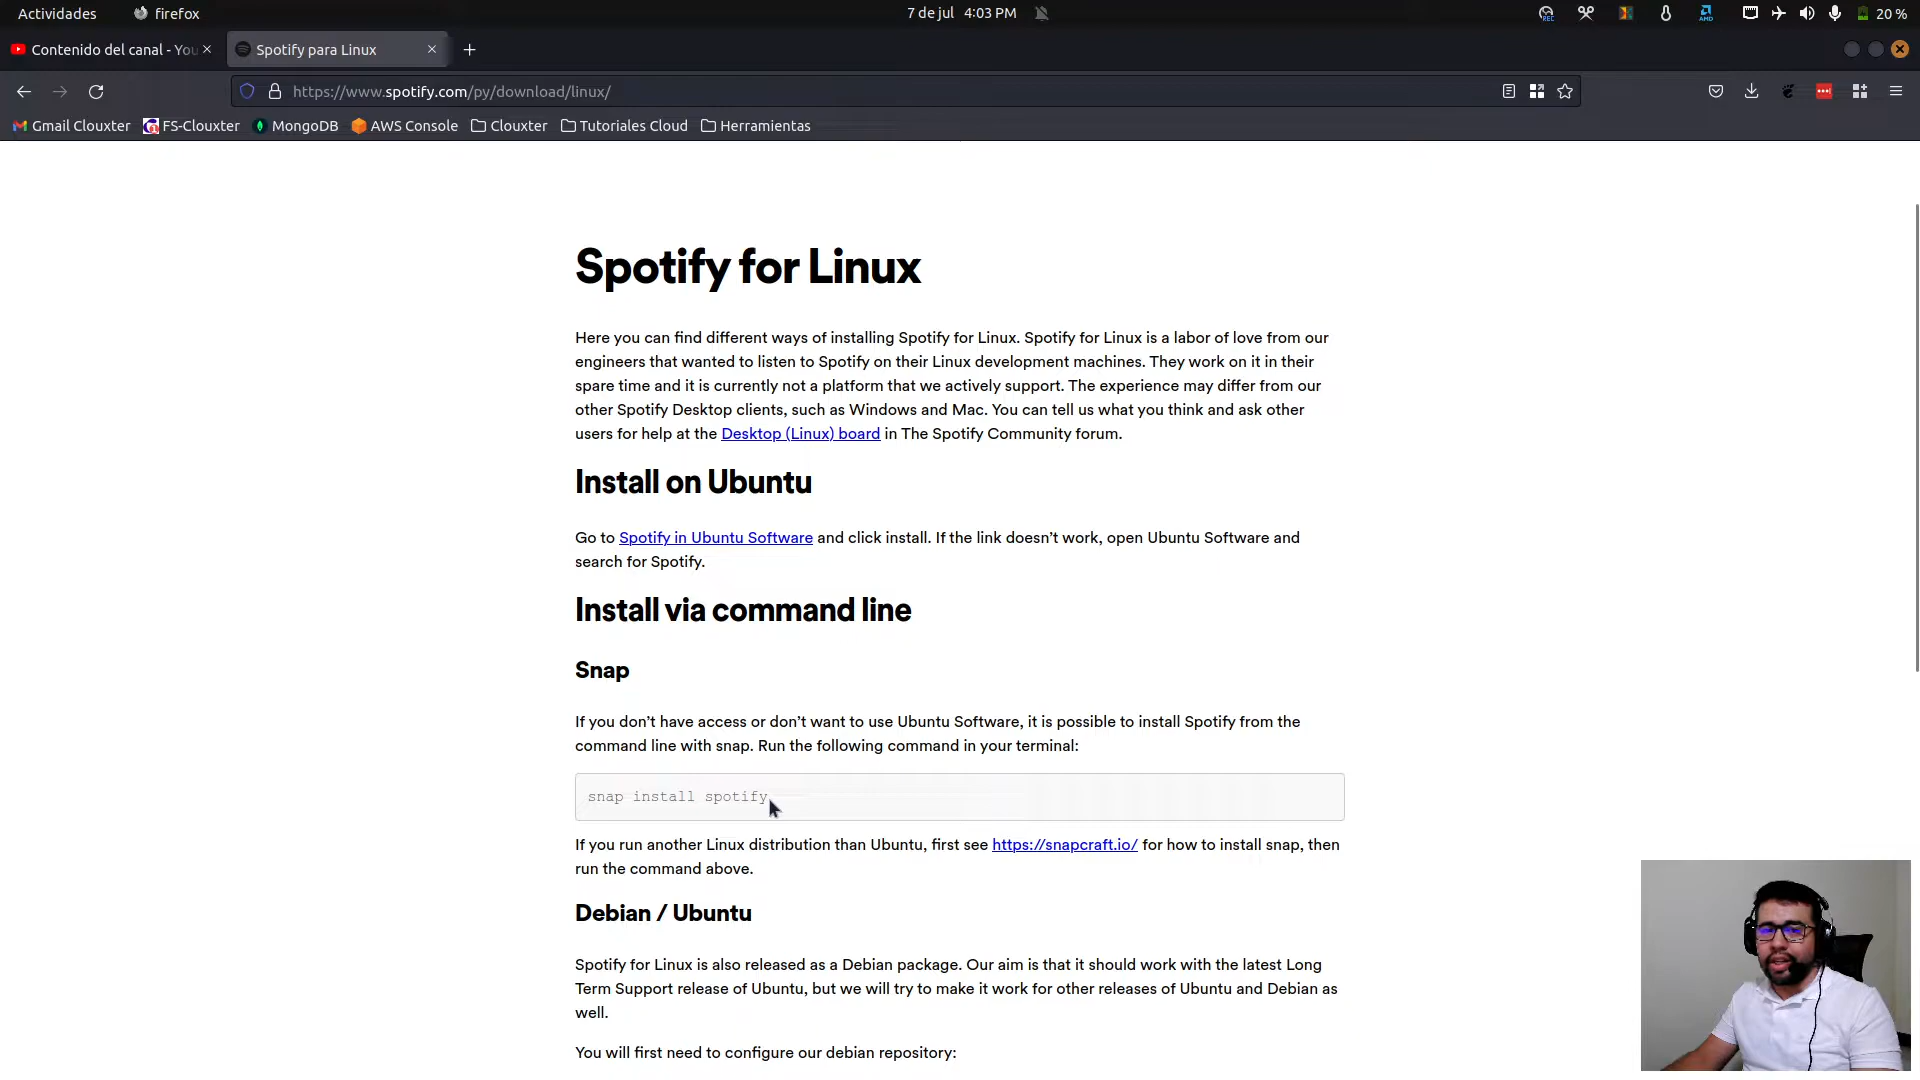 Actividades firefox 7 de jul 4:03 PM REC AMD 20 %
Contenido del canal - You Spotify para Linux
https://www.spotify.com/py/download/linux/
Gmail Clouxter FS-Clouxter MongoDB AWS Console Clouxter Tutoriales Cloud Herramientas
Spotify for Linux
Here you can find different ways of installing Spotify for Linux. Spotify for Linux is a labor of love from our
engineers that wanted to listen to Spotify on their Linux development machines. They work on it in their
spare time and it is currently not a platform that we actively support. The experience may differ from our
other Spotify Desktop clients, such as Windows and Mac. You can tell us what you think and ask other
users for help at the Desktop (Linux) board in The Spotify Community forum.
Install on Ubuntu
Go to Spotify in Ubuntu Software and click install. If the link doesn't work, open Ubuntu Software and
search for Spotify.
Install via command line
Snap
If you don't have access or don't want to use Ubuntu Software, it is possible to install Spotify from the
command line with snap. Run the following command in your terminal:
snap install spotify
If you run another Linux distribution than Ubuntu, first see https://snapcraft.io/ for how to install snap, then
run the command above.
Debian / Ubuntu
Spotify for Linux is also released as a Debian package. Our aim is that it should work with the latest Long
Term Support release of Ubuntu, but we will try to make it work for other releases of Ubuntu and Debian as
well.
You will first need to configure our debian repository: